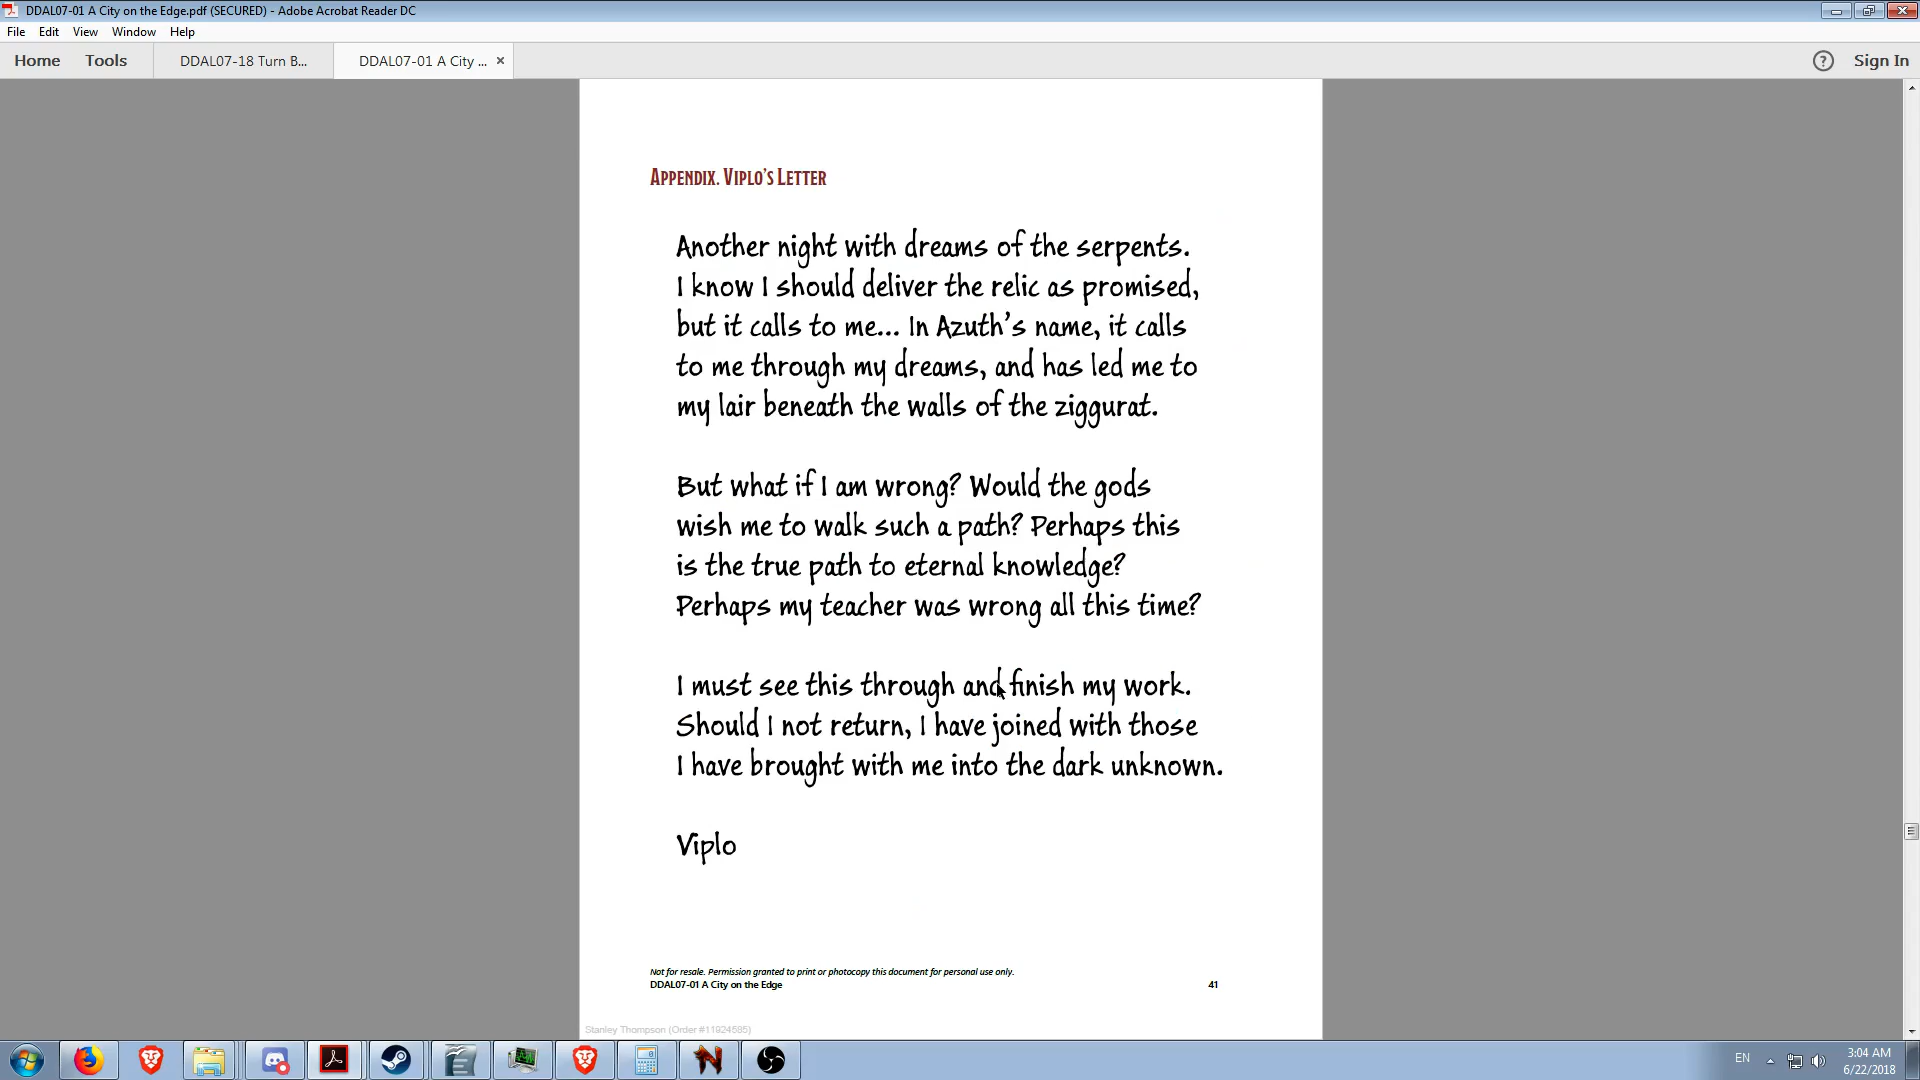 DDAL07-01 A City on the Edge.pdf (SECURED) - Adobe Acrobat Reader DC
File Edit View Window Help
Home Tools DDAL07-18 Turn B... DDAL07-01 A City ... × ? Sign In
APPENDIX. VIPLO'S LETTER
Another night with dreams of the serpents.
I know I should deliver the relic as promised,
but it calls to me... In Azuth's name, it calls
to me through my dreams, and has led me to
my lair beneath the walls of the ziggurat.
But what if I am wrong? Would the gods
wish me to walk such a path? Perhaps this
is the true path to eternal knowledge?
Perhaps my teacher was wrong all this time?
I must see this through and finish my work.
Should I not return, I have joined with those
I have brought with me into the dark unknown.
Viplo
Not for resale. Permission granted to print or photocopy this document for personal use only.
DDAL07-01 A City on the Edge 41
Stanley Thompson (Order #11924585)
EN 3:04 AM
6/22/2018